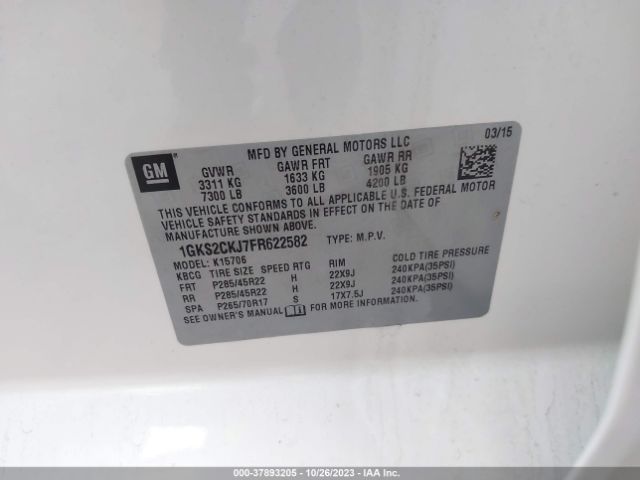 GM
MFD BY GENERAL MOTORS LLC
03/15
GVWR GAWR FRT GAWR RR
3311 KG 1633 KG 1905 KG
7300 LB 3600 LB 4200 LB
THIS VEHICLE CONFORMS TO ALL APPLICABLE U.S. FEDERAL MOTOR
VEHICLE SAFETY STANDARDS IN EFFECT ON THE DATE OF
MANUFACTURE SHOWN ABOVE.
1GKS2CKJ7FR622582 TYPE: M.P.V.
MODEL: K15706
KBCG TIRE SIZE SPEED RTG RIM COLD TIRE PRESSURE
FRT P285/45R22 H 22X9J 240KPA(35PSI)
RR P285/45R22 H 22X9J 240KPA(35PSI)
SPA P265/70R17 S 17X7.5J 240KPA(35PSI)
SEE OWNER'S MANUAL FOR MORE INFORMATION.
000-37893205 - 10/26/2023 - IAA Inc.